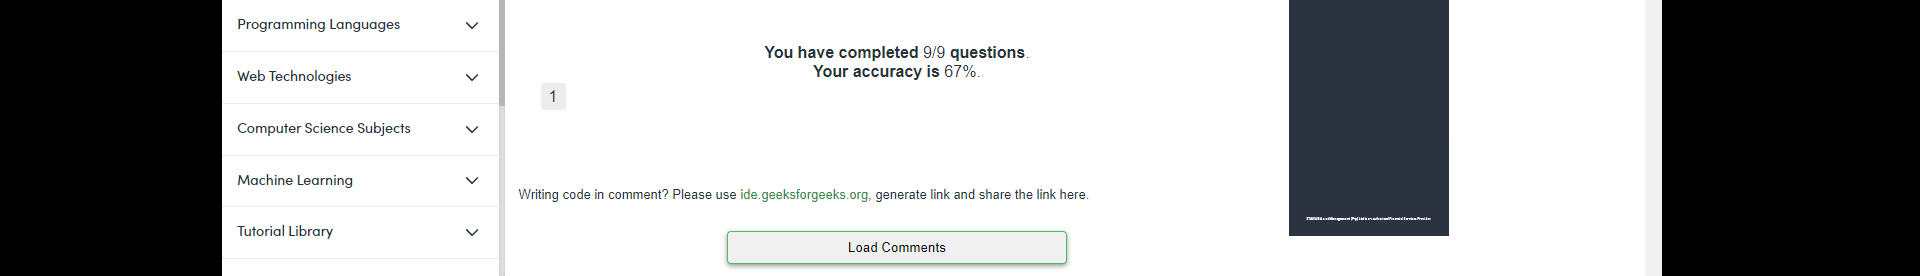 Programming Languages
Web Technologies
Computer Science Subjects
Machine Learning
Tutorial Library
You have completed 9/9 questions.
Your accuracy is 67%.
1
Writing code in comment? Please use ide.geeksforgeeks.org, generate link and share the link here.
Load Comments